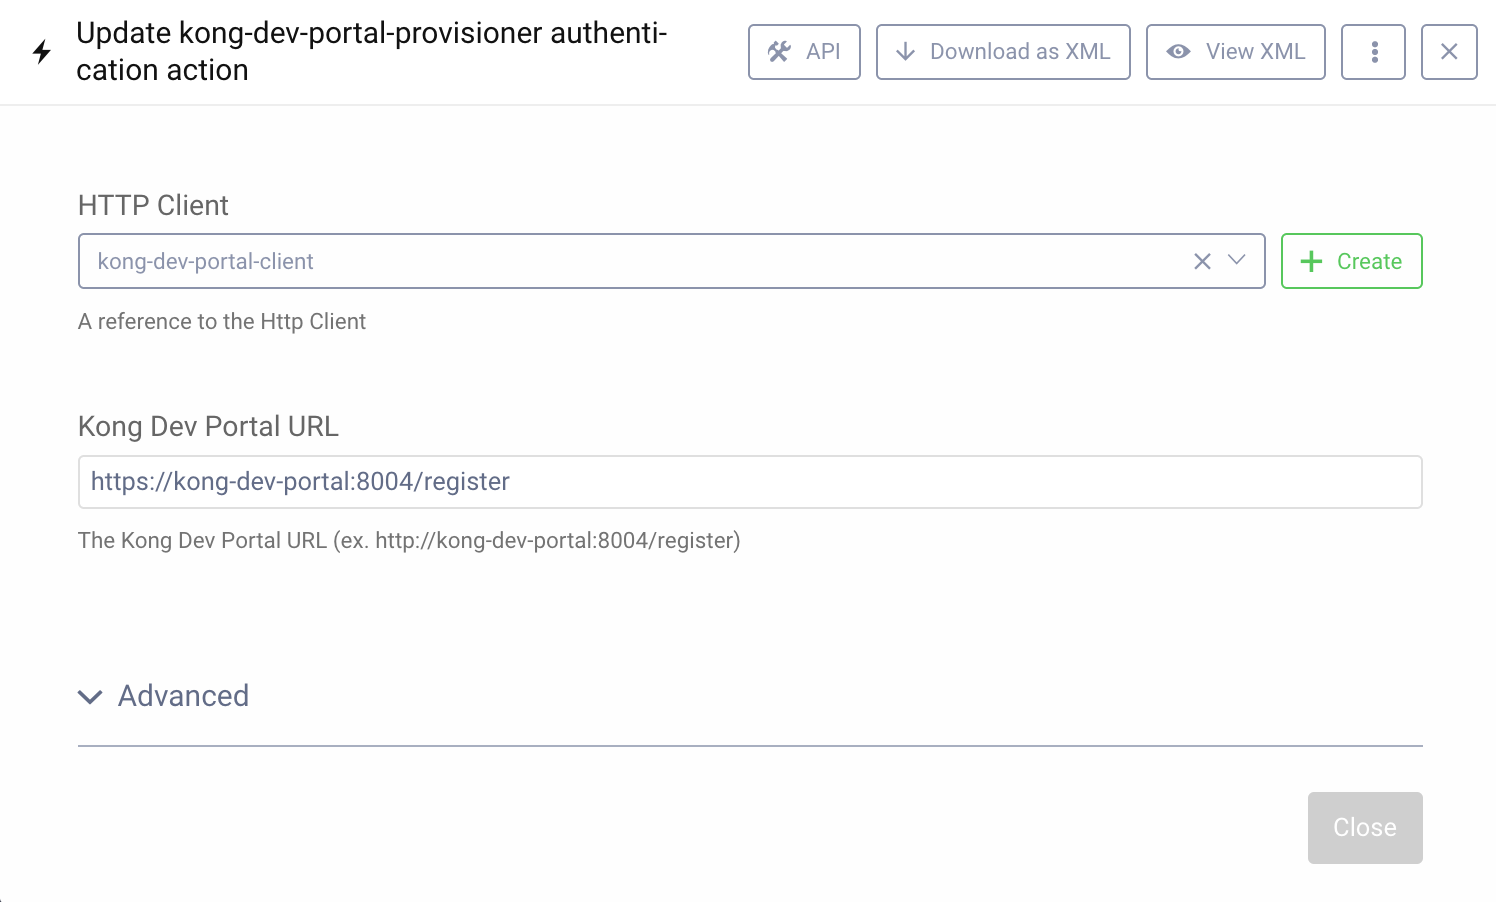 Update kong-dev-portal-provisioner authenti-
cation action
API
Download as XML
View XML
HTTP Client
kong-dev-portal-client
Create
A reference to the Http Client
Kong Dev Portal URL
https://kong-dev-portal:8004/register
The Kong Dev Portal URL (ex. http://kong-dev-portal:8004/register)
Advanced
Close